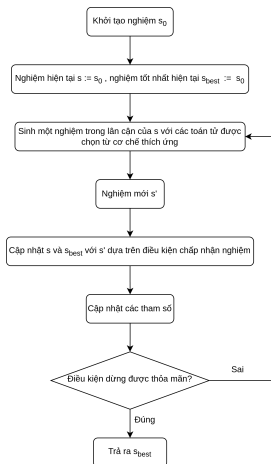 Khởi tạo nghiệm s0
Nghiệm hiện tại s := s0 , nghiệm tốt nhất hiện tại sbest := s0
Sinh một nghiệm trong lân cận của s với các toán tử được
chọn từ cơ chế thích ứng
Nghiệm mới s'
Cập nhật s và sbest với s' dựa trên điều kiện chấp nhận nghiệm
Cập nhật các tham số
Điều kiện dừng được thỏa mãn?
Sai
Đúng
Trả ra sbest